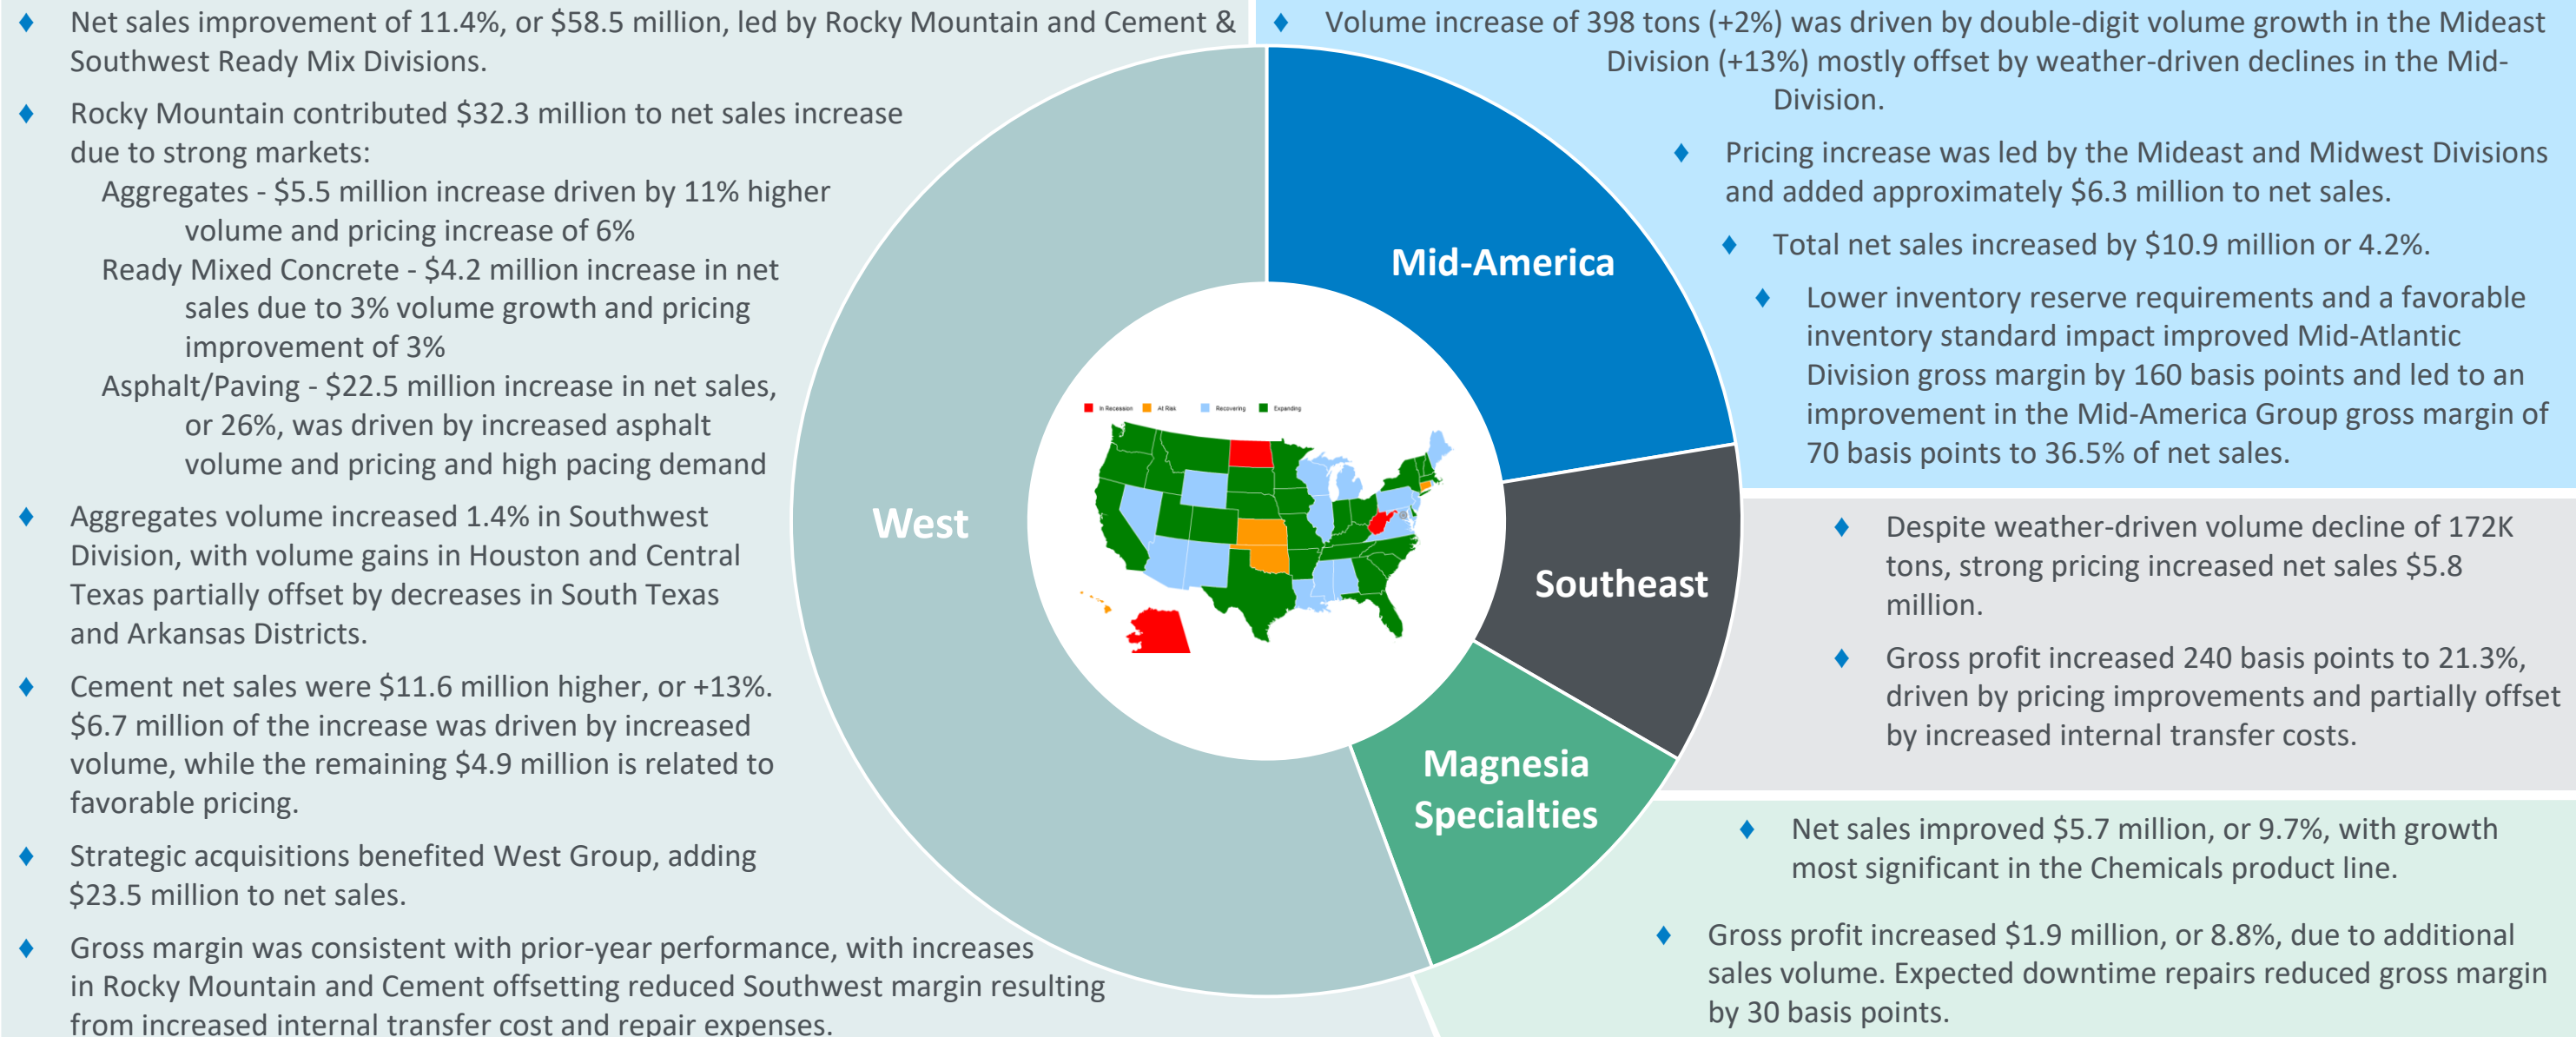 ♦ Net sales improvement of 11.4%, or $58.5 million, led by Rocky Mountain and Cement &
Southwest Ready Mix Divisions.
♦ Rocky Mountain contributed $32.3 million to net sales increase
due to strong markets:
Aggregates - $5.5 million increase driven by 11% higher
volume and pricing increase of 6%
Ready Mixed Concrete - $4.2 million increase in net
sales due to 3% volume growth and pricing
improvement of 3%
Asphalt/Paving - $22.5 million increase in net sales,
or 26%, was driven by increased asphalt
volume and pricing and high pacing demand
♦ Aggregates volume increased 1.4% in Southwest
Division, with volume gains in Houston and Central
Texas partially offset by decreases in South Texas
and Arkansas Districts.
♦ Cement net sales were $11.6 million higher, or +13%.
$6.7 million of the increase was driven by increased
volume, while the remaining $4.9 million is related to
favorable pricing.
♦ Strategic acquisitions benefited West Group, adding
$23.5 million to net sales.
♦ Gross margin was consistent with prior-year performance, with increases
in Rocky Mountain and Cement offsetting reduced Southwest margin resulting
from increased internal transfer cost and repair expenses.
West
Mid-America
Southeast
Magnesia
Specialties
In Recession
At Risk
Recovering
Expanding
♦ Volume increase of 398 tons (+2%) was driven by double-digit volume growth in the Mideast
Division (+13%) mostly offset by weather-driven declines in the Mid-
Division.
♦ Pricing increase was led by the Mideast and Midwest Divisions
and added approximately $6.3 million to net sales.
♦ Total net sales increased by $10.9 million or 4.2%.
♦ Lower inventory reserve requirements and a favorable
inventory standard impact improved Mid-Atlantic
Division gross margin by 160 basis points and led to an
improvement in the Mid-America Group gross margin of
70 basis points to 36.5% of net sales.
♦ Despite weather-driven volume decline of 172K
tons, strong pricing increased net sales $5.8
million.
♦ Gross profit increased 240 basis points to 21.3%,
driven by pricing improvements and partially offset
by increased internal transfer costs.
♦ Net sales improved $5.7 million, or 9.7%, with growth
most significant in the Chemicals product line.
♦ Gross profit increased $1.9 million, or 8.8%, due to additional
sales volume. Expected downtime repairs reduced gross margin
by 30 basis points.